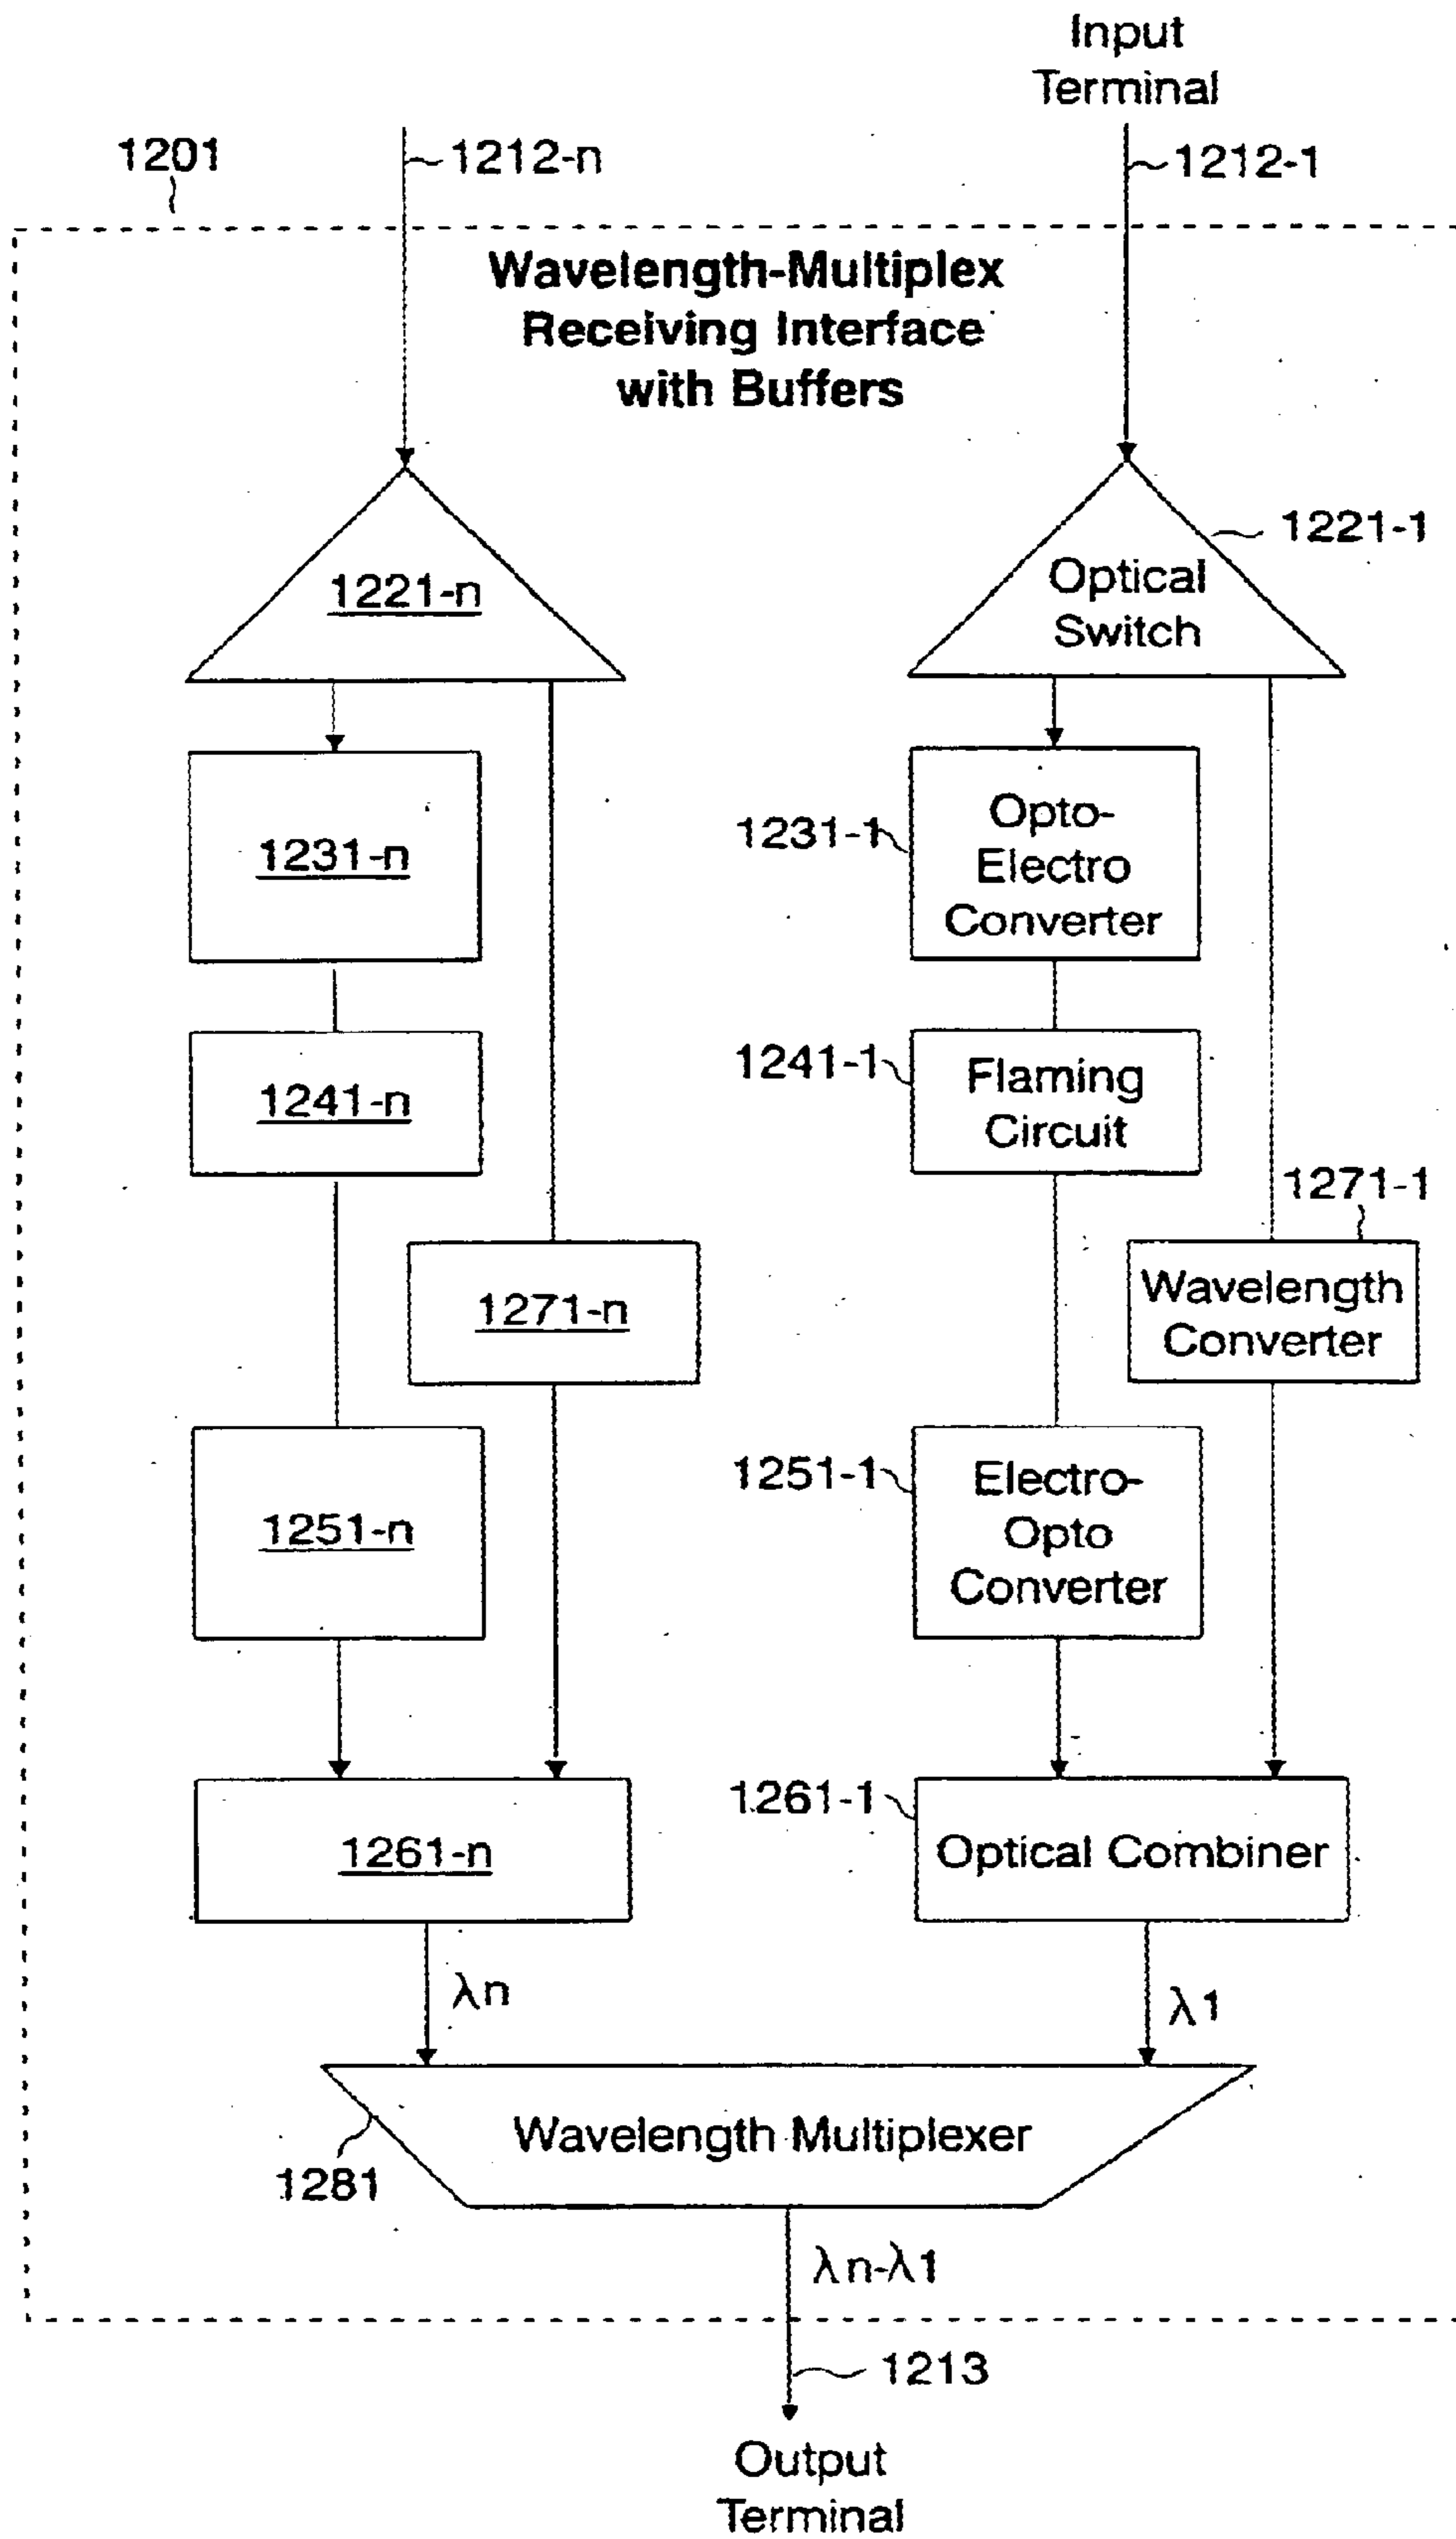 Input
Terminal
1201
1212-n
1212-1
Wavelength-Multiplex
Receiving Interface
with Buffers
1221-n
1221-1
Optical
Switch
1231-n
1231-1
Opto-
Electro
Converter
1241-n
1241-1
Flaming
Circuit
1271-n
1271-1
Wavelength
Converter
1251-n
1251-1
Electro-
Opto
Converter
1261-n
1261-1
Optical Combiner
λn
λ1
Wavelength Multiplexer
1281
λn-λ1
1213
Output
Terminal